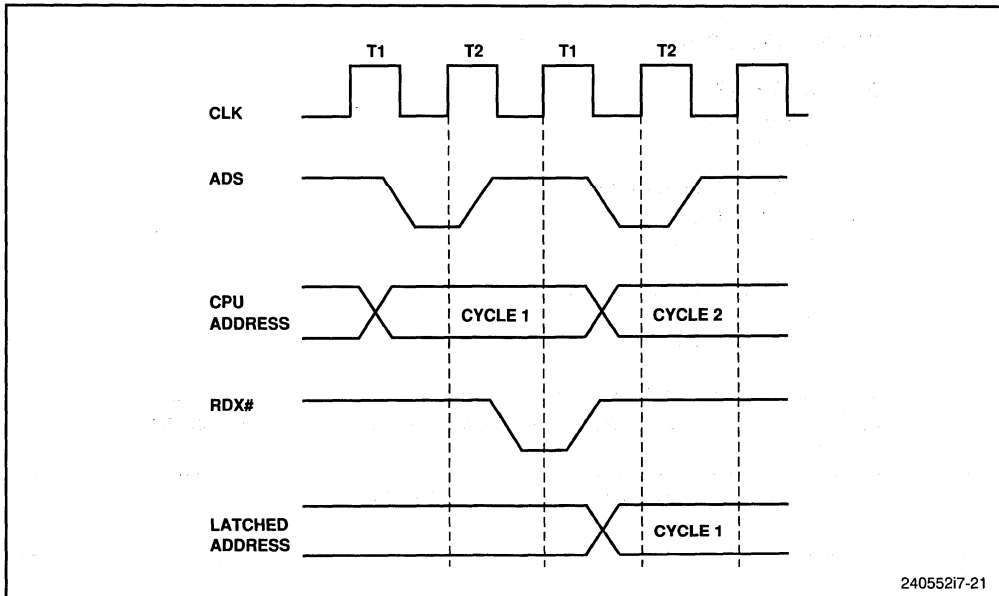 T1 T2 T1 T2
CLK
ADS
CPU
ADDRESS
CYCLE 1 CYCLE 2
RDX#
LATCHED
ADDRESS
CYCLE 1
240552i7-21